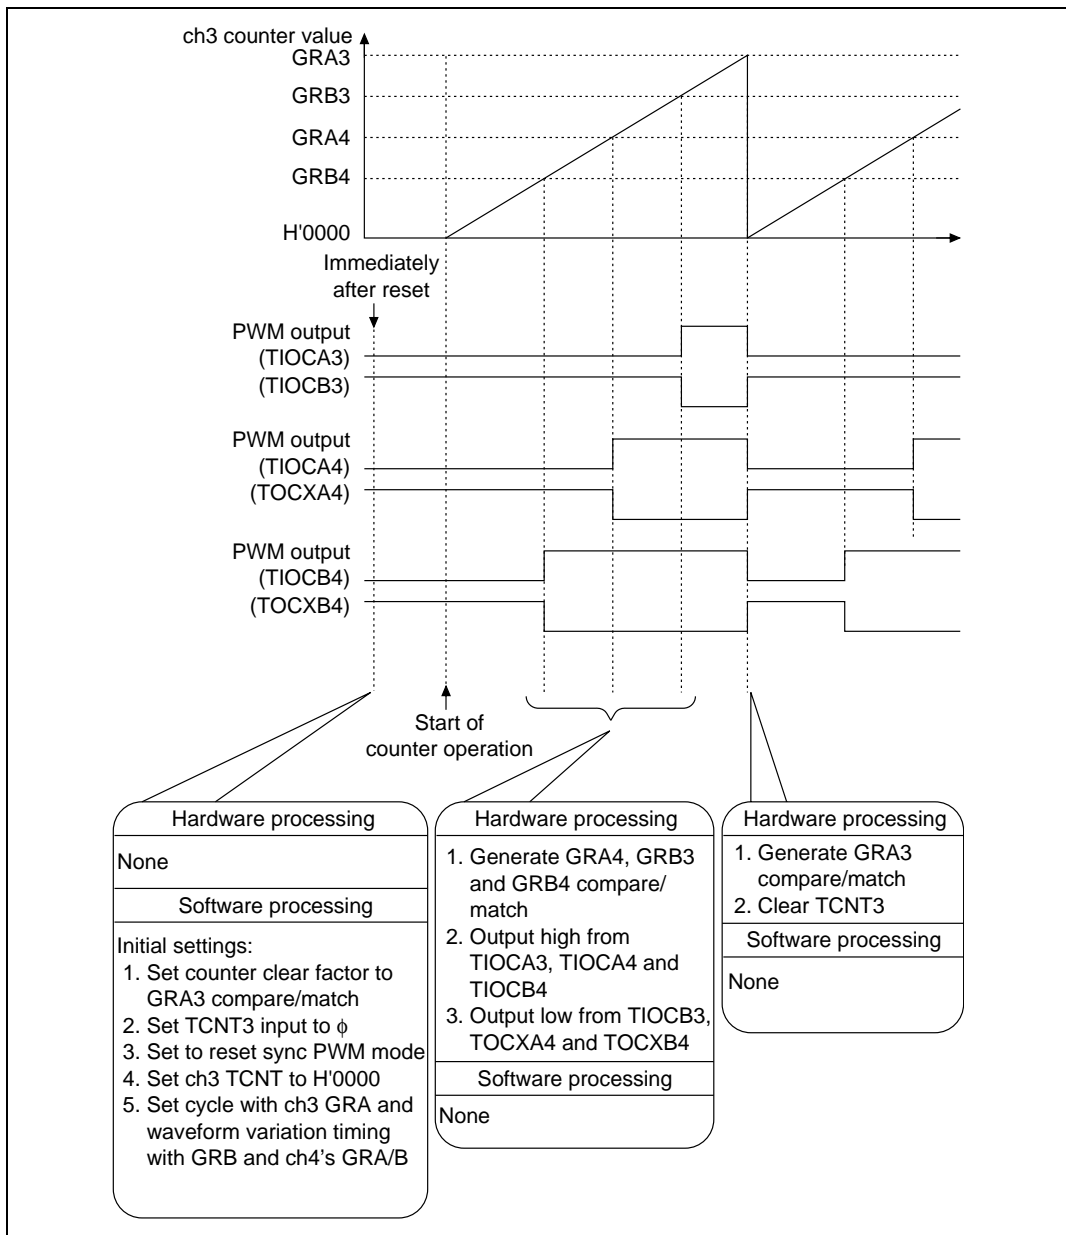 ch3 counter value
GRA3
GRB3
GRA4
GRB4
H'0000
Immediately
after reset
PWM output
(TIOCA3)
(TIOCB3)
PWM output
(TIOCA4)
(TOCXA4)
PWM output
(TIOCB4)
(TOCXB4)
Start of
counter operation
Hardware processing
None
Software processing
Initial settings:
1. Set counter clear factor to
GRA3 compare/match
2. Set TCNT3 input to ϕ
3. Set to reset sync PWM mode
4. Set ch3 TCNT to H'0000
5. Set cycle with ch3 GRA and
waveform variation timing
with GRB and ch4's GRA/B
Hardware processing
1. Generate GRA4, GRB3
and GRB4 compare/
match
2. Output high from
TIOCA3, TIOCA4 and
TIOCB4
3. Output low from TIOCB3,
TOCXA4 and TOCXB4
Software processing
None
Hardware processing
1. Generate GRA3
compare/match
2. Clear TCNT3
Software processing
None